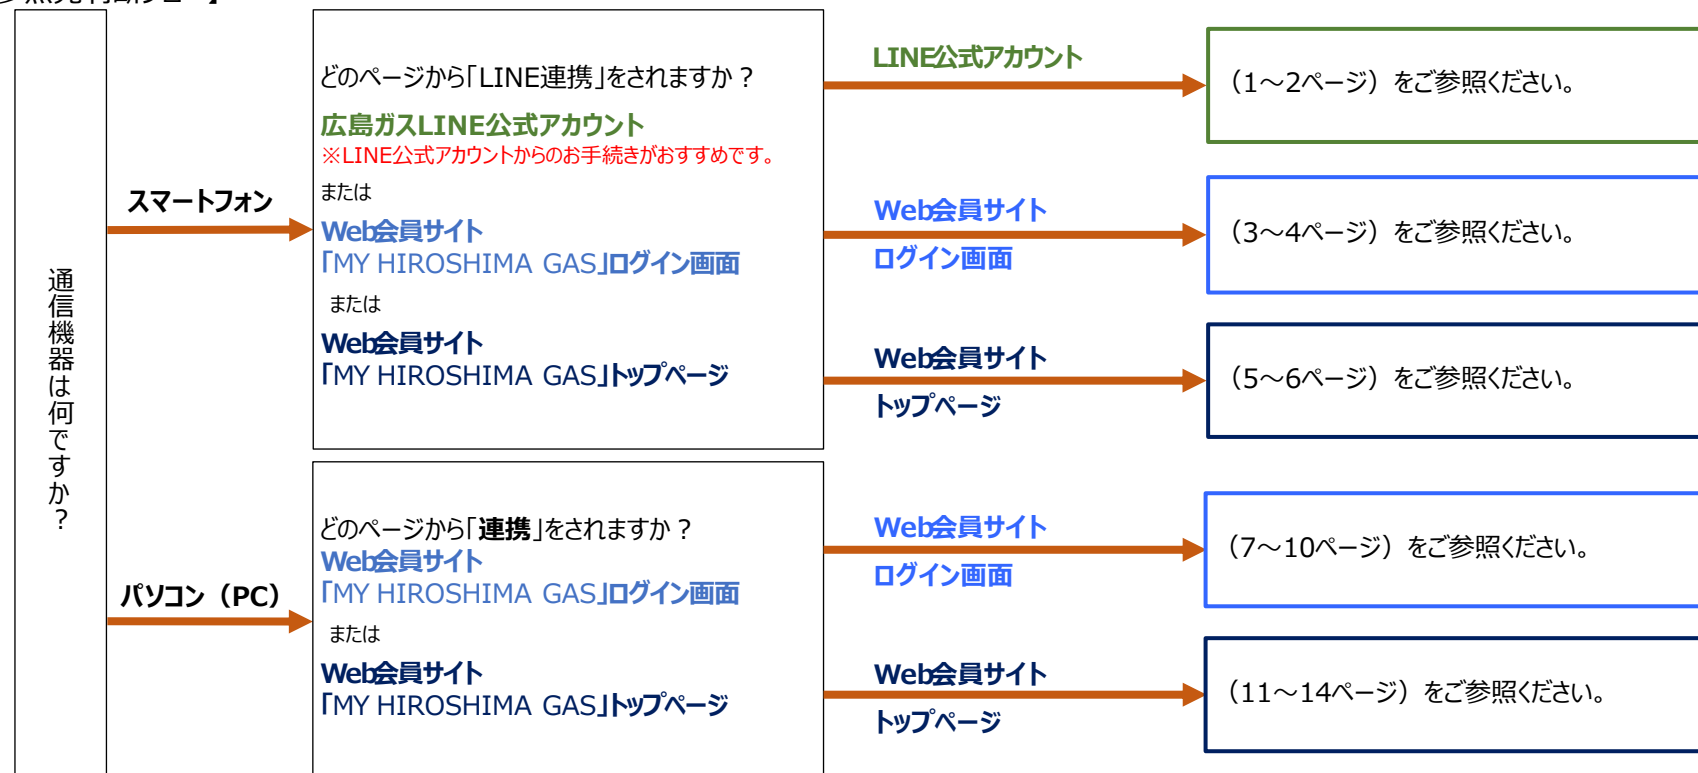 通信機器は何ですか？
スマートフォン
どのページから「LINE連携」をされますか？
広島ガスLINE公式アカウント
※LINE公式アカウントからのお手続きがおすすめです。
または
Web会員サイト
「MY HIROSHIMA GAS」ログイン画面
または
Web会員サイト
「MY HIROSHIMA GAS」トップページ
LINE公式アカウント
（1～2ページ）をご参照ください。
Web会員サイト
ログイン画面
（3～4ページ）をご参照ください。
Web会員サイト
トップページ
（5～6ページ）をご参照ください。
パソコン（PC）
どのページから「連携」をされますか？
Web会員サイト
「MY HIROSHIMA GAS」ログイン画面
または
Web会員サイト
「MY HIROSHIMA GAS」トップページ
Web会員サイト
ログイン画面
（7～10ページ）をご参照ください。
Web会員サイト
トップページ
（11～14ページ）をご参照ください。